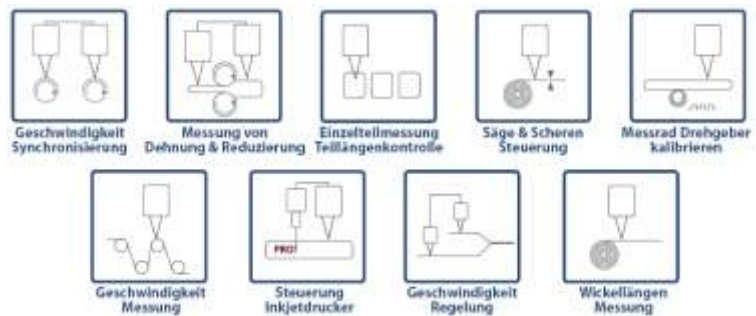 Geschwindigkeit
Synchronisierung
Messung von
Dehnung & Reduzierung
Einzelteilmessung
Teillängenkontrolle
Säge & Scheren
Steuerung
Messrad Drehgeber
kalibrieren
PROT
Geschwindigkeit
Messung
Steuerung
Inkjetdrucker
Geschwindigkeit
Regelung
Wickellängen
Messung